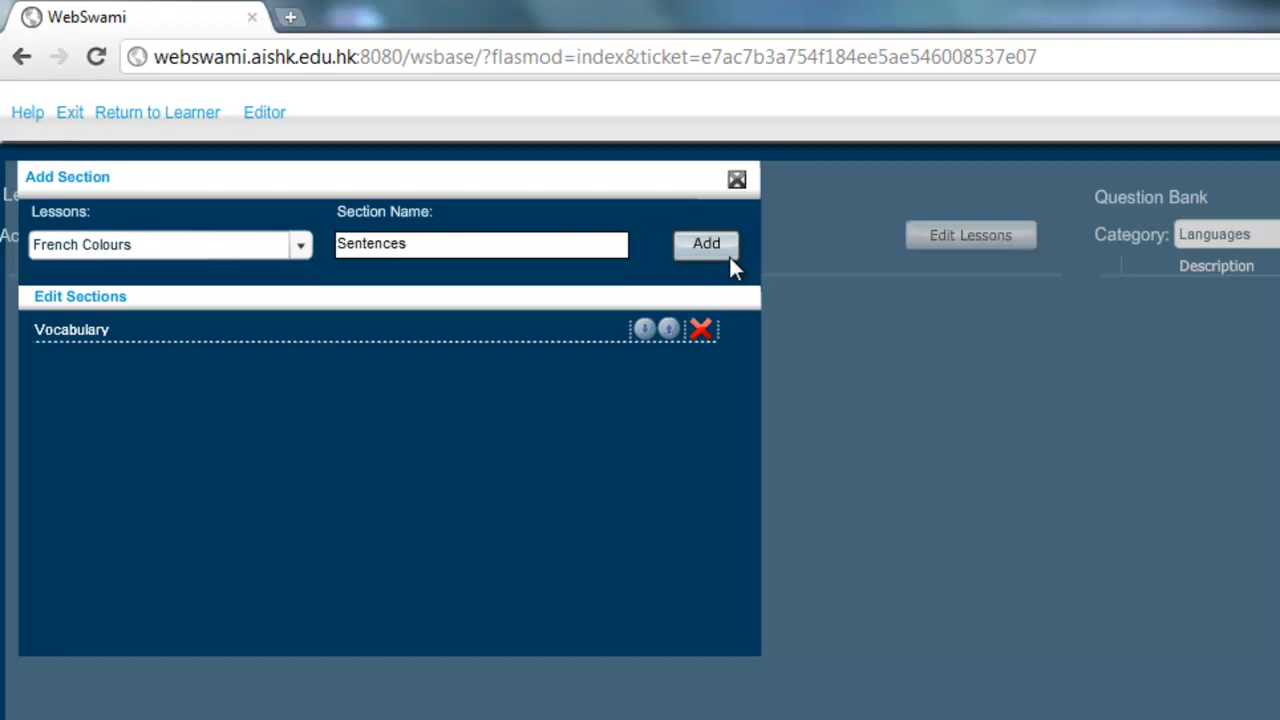 WebSwami
webswami.aishk.edu.hk:8080/wsbase/?flasmod=index&ticket=e7ac7b3a754f184ee5ae546008537e07
Help Exit Return to Learner Editor
Add Section
Lessons: Section Name:
French Colours Sentences Add
Edit Sections
Vocabulary
Edit Lessons
Question Bank
Category: Languages
Description